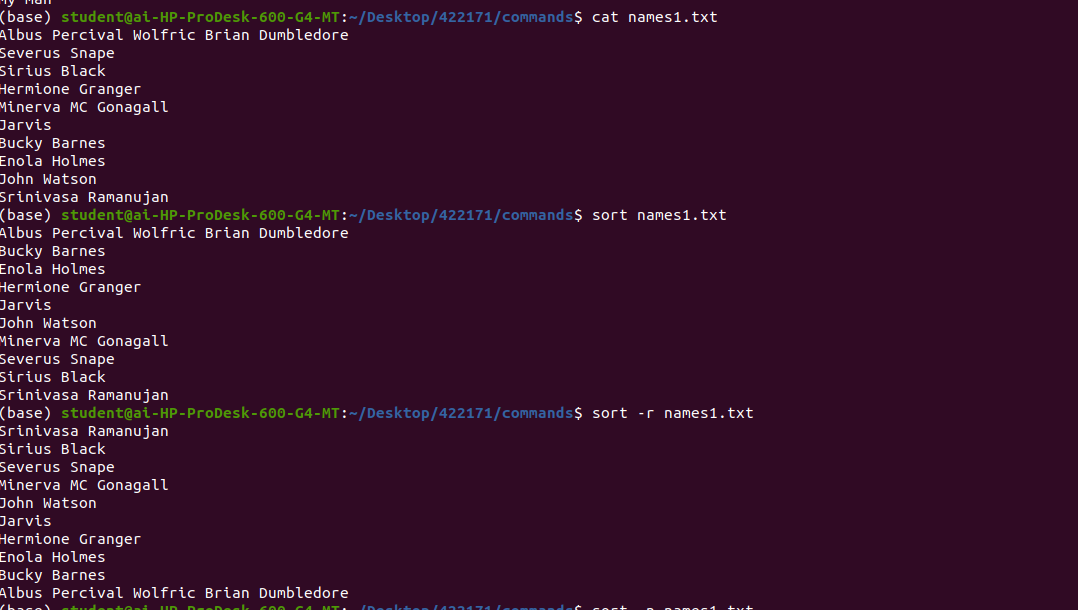 My Man
(base) student@ai-HP-ProDesk-600-G4-MT:~/Desktop/422171/commands$ cat names1.txt
Albus Percival Wolfric Brian Dumbledore
Severus Snape
Sirius Black
Hermione Granger
Minerva MC Gonagall
Jarvis
Bucky Barnes
Enola Holmes
John Watson
Srinivasa Ramanujan
(base) student@ai-HP-ProDesk-600-G4-MT:~/Desktop/422171/commands$ sort names1.txt
Albus Percival Wolfric Brian Dumbledore
Bucky Barnes
Enola Holmes
Hermione Granger
Jarvis
John Watson
Minerva MC Gonagall
Severus Snape
Sirius Black
Srinivasa Ramanujan
(base) student@ai-HP-ProDesk-600-G4-MT:~/Desktop/422171/commands$ sort -r names1.txt
Srinivasa Ramanujan
Sirius Black
Severus Snape
Minerva MC Gonagall
John Watson
Jarvis
Hermione Granger
Enola Holmes
Bucky Barnes
Albus Percival Wolfric Brian Dumbledore
(base) student@ai-HP-ProDesk-600-G4-MT:~/Desktop/422171/commands$ sort names1.txt